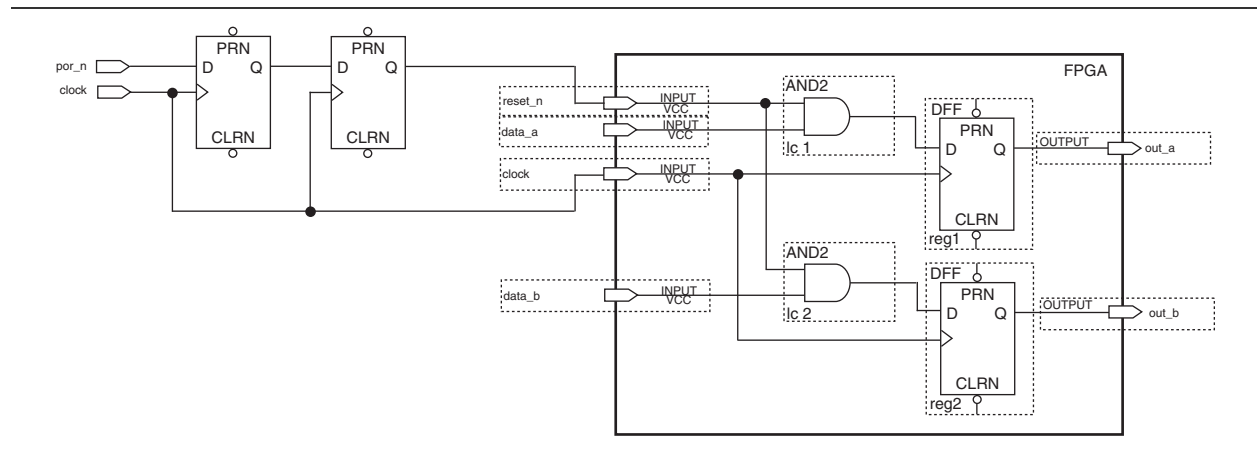 PRN
PRN
por_n
D
Q
D
Q
clock
CLRN
CLRN
FPGA
reset_n
INPUT
VCC
AND2
data_a
INPUT
VCC
lc 1
DFF
PRN
D
Q
OUTPUT
out_a
clock
INPUT
VCC
CLRN
reg1
AND2
DFF
PRN
data_b
INPUT
VCC
lc 2
D
Q
OUTPUT
out_b
CLRN
reg2